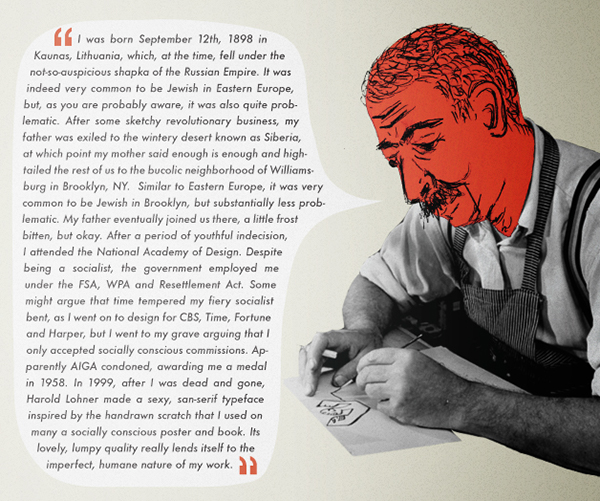 “ I was born September 12th, 1898 in
Kaunas, Lithuania, which, at the time, fell under the
not-so-auspicious shapka of the Russian Empire. It was
indeed very common to be Jewish in Eastern Europe,
but, as you are probably aware, it was also quite prob-
lematic. After some sketchy revolutionary business, my
father was exiled to the wintery desert known as Siberia,
at which point my mother said enough is enough and high-
tailed the rest of us to the bucolic neighborhood of Williams-
burg in Brooklyn, NY. Similar to Eastern Europe, it was very
common to be Jewish in Brooklyn, but substantially less prob-
lematic. My father eventually joined us there, a little frost
bitten, but okay. After a period of youthful indecision,
I attended the National Academy of Design. Despite
being a socialist, the government employed me
under the FSA, WPA and Resettlement Act. Some
might argue that time tempered my fiery socialist
bent, as I went on to design for CBS, Time, Fortune
and Harper, but I went to my grave arguing that I
only accepted socially conscious commissions. Ap-
parently AIGA condoned, awarding me a medal
in 1958. In 1999, after I was dead and gone,
Harold Lohner made a sexy, san-serif typeface
inspired by the handrawn scratch that I used on
many a socially conscious poster and book. Its
lovely, lumpy quality really lends itself to the
imperfect, humane nature of my work. ”